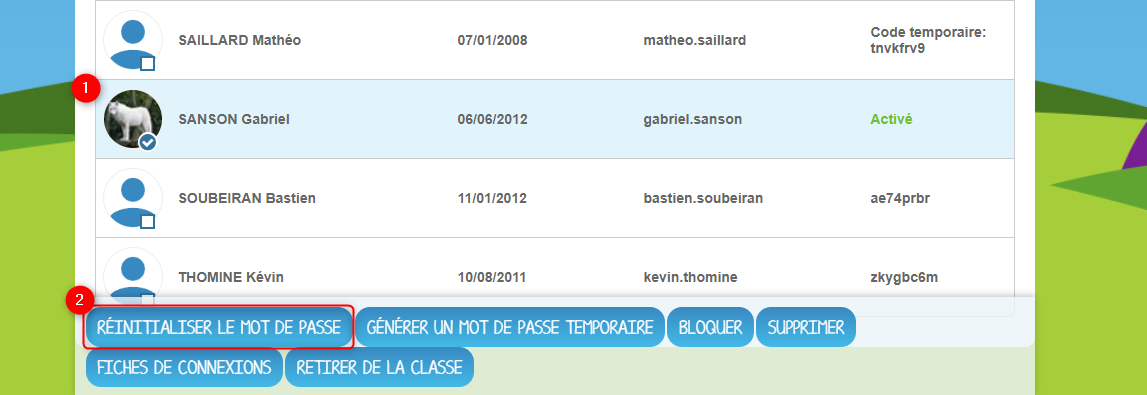 SAILLARD Mathéo 07/01/2008 matheo.saillard Code temporaire:
tnvkfrv9
1
SANSON Gabriel 06/06/2012 gabriel.sanson Activé
SOUBEIRAN Bastien 11/01/2012 bastien.soubeiran ae74prbr
THOMINE Kévin 10/08/2011 kevin.thomine zkygbc6m
2
RÉINITIALISER LE MOT DE PASSE GÉNÉRER UN MOT DE PASSE TEMPORAIRE BLOQUER SUPPRIMER
FICHES DE CONNEXIONS RETIRER DE LA CLASSE